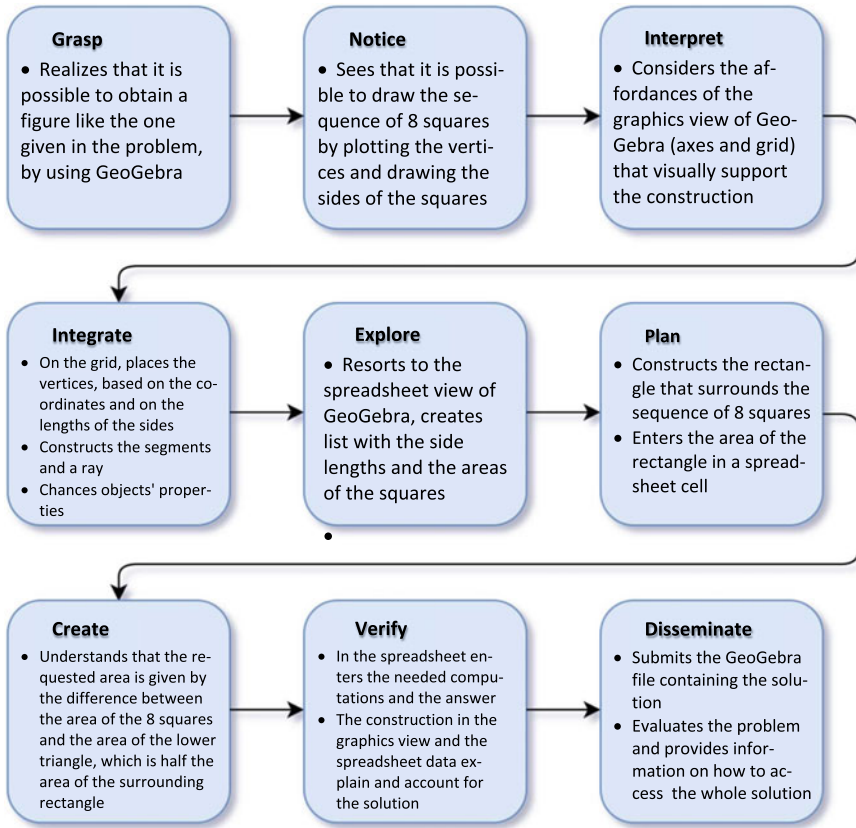 Grasp
• Realizes that it is
possible to obtain a
figure like the one
given in the problem,
by using GeoGebra
Notice
• Sees that it is possi-
ble to draw the se-
quence of 8 squares
by plotting the verti-
ces and drawing the
sides of the squares
Interpret
• Considers the af-
fordances of the
graphics view of Geo-
Gebra (axes and grid)
that visually support
the construction
Integrate
• On the grid, places the
vertices, based on the co-
ordinates and on the
lengths of the sides
• Constructs the segments
and a ray
• Chances objects' proper-
ties
Explore
• Resorts to the
spreadsheet view of
GeoGebra, creates
list with the side
lengths and the areas
of the squares
•
Plan
• Constructs the rectan-
gle that surrounds the
sequence of 8 squares
• Enters the area of the
rectangle in a spread-
sheet cell
Create
• Understands that the re-
quested area is given by
the difference between
the area of the 8 squares
and the area of the lower
triangle, which is half the
area of the surrounding
rectangle
Verify
• In the spreadsheet en-
ters the needed compu-
tations and the answer
• The construction in the
graphics view and the
spreadsheet data ex-
plain and account for
the solution
Disseminate
• Submits the GeoGebra
file containing the solu-
tion
• Evaluates the problem
and provides infor-
mation on how to ac-
cess the whole solution